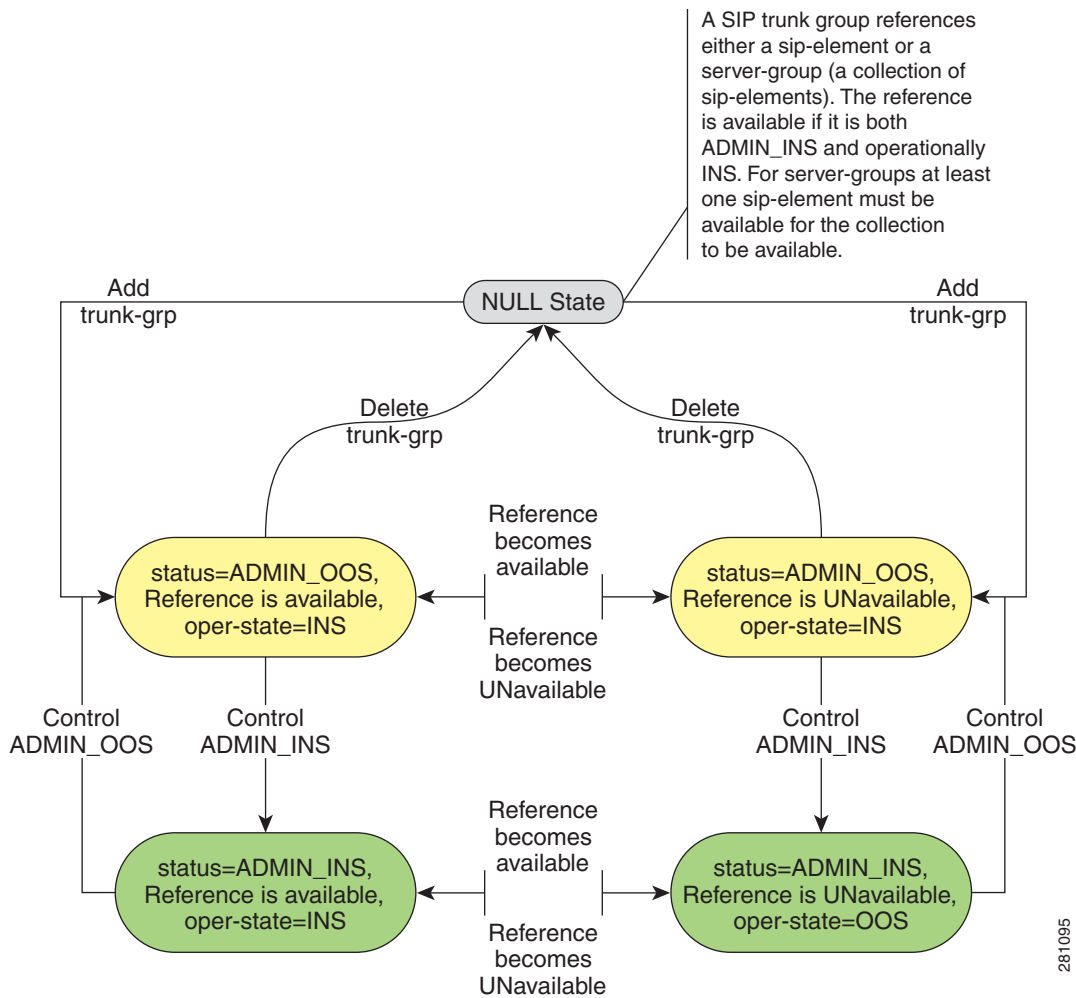 A SIP trunk group references
either a sip-element or a
server-group (a collection of
sip-elements). The reference
is available if it is both
ADMIN_INS and operationally
INS. For server-groups at least
one sip-element must be
available for the collection
to be available.
Add
trunk-grp
NULL State
Add
trunk-grp
Delete
trunk-grp
Delete
trunk-grp
status=ADMIN_OOS,
Reference is available,
oper-state=INS
Reference
becomes
available
Reference
becomes
UNavailable
status=ADMIN_OOS,
Reference is UNavailable,
oper-state=INS
Control
ADMIN_OOS
Control
ADMIN_INS
Control
ADMIN_INS
Control
ADMIN_OOS
status=ADMIN_INS,
Reference is available,
oper-state=INS
Reference
becomes
available
Reference
becomes
UNavailable
status=ADMIN_INS,
Reference is UNavailable,
oper-state=OOS
281095